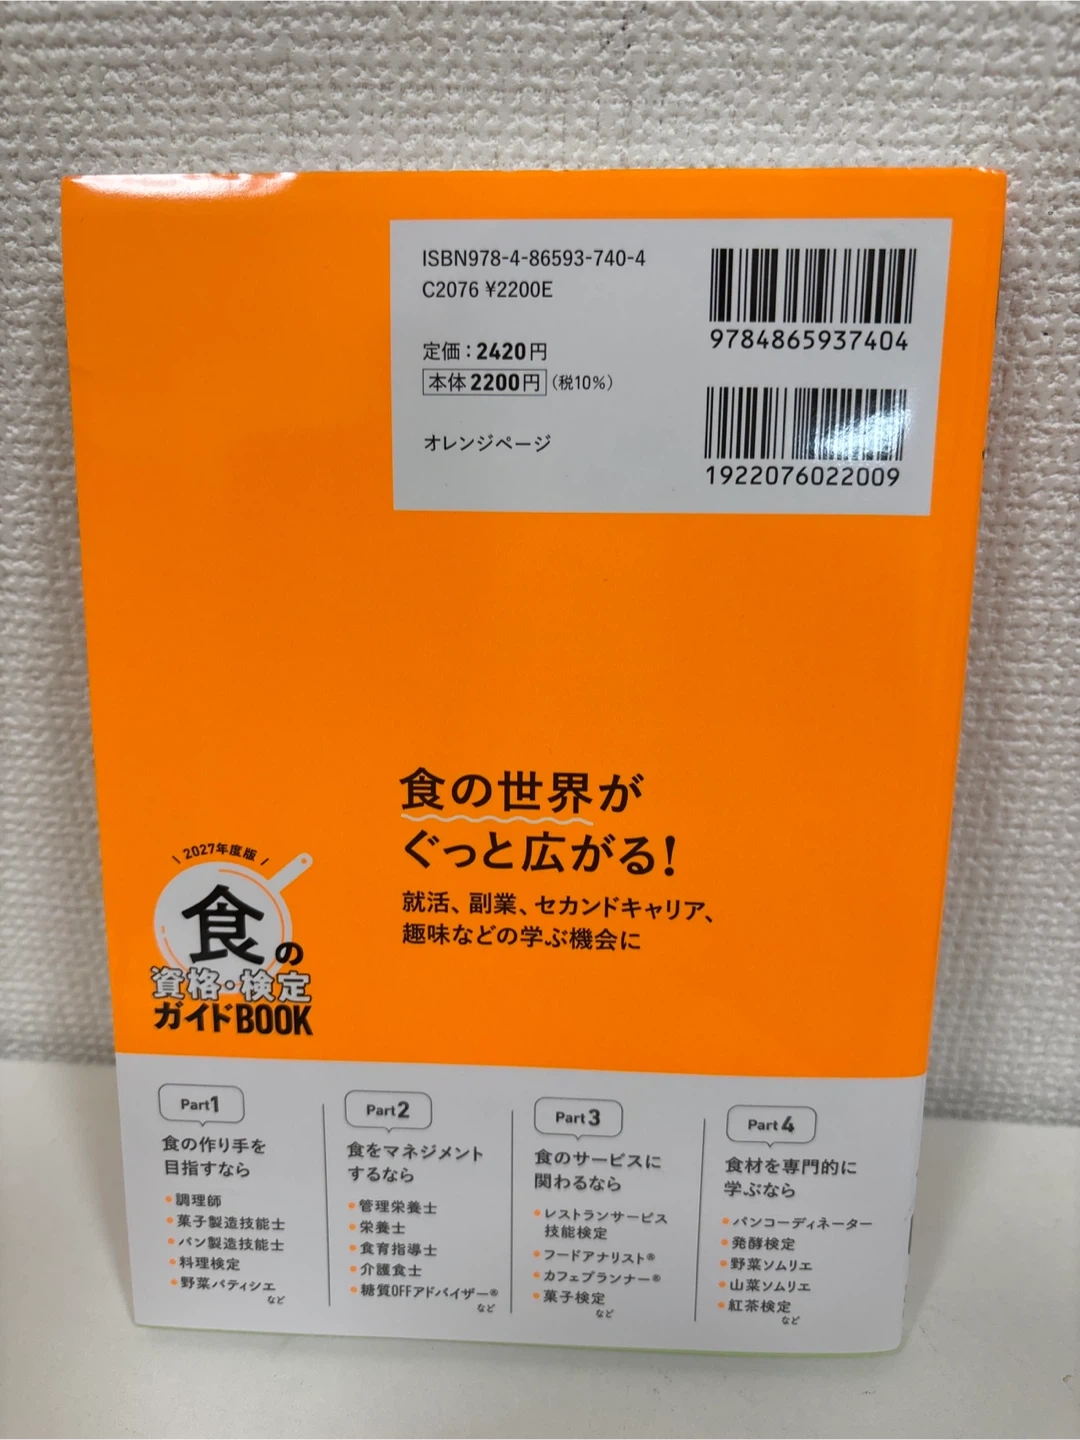 ISBN978-4-86593-740-4
C2076 ¥2200E
定価：2420円
本体2200円（税10%）
オレンジページ
9784865937404
1922076022009
食の世界が
ぐっと広がる！
就活、副業、セカンドキャリア、
趣味などの学ぶ機会に
2027年度版
食の
資格・検定
ガイドBOOK
Part1
食の作り手を
目指すなら
・調理師
・菓子製造技能士
・パン製造技能士
・料理検定
・野菜パティシエ
など
Part2
食をマネジメント
するなら
・管理栄養士
・栄養士
・食育指導士
・介護食士
・糖質OFFアドバイザー®
など
Part3
食のサービスに
関わるなら
・レストランサービス
技能検定
・フードアナリスト®
・カフェプランナー®
・菓子検定
など
Part4
食材を専門的に
学ぶなら
・パンコーディネーター
・発酵検定
・野菜ソムリエ
・山菜ソムリエ
・紅茶検定
など